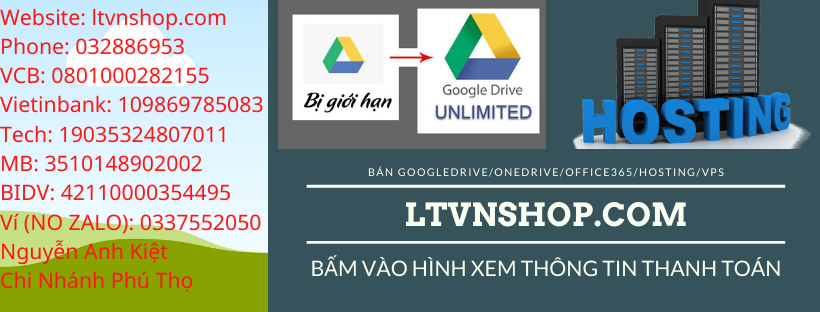 Website: ltvnshop.com
Phone: 032886953
VCB: 0801000282155
Vietinbank: 109869785083
Tech: 19035324807011
MB: 3510148902002
BIDV: 42110000354495
Ví (NO ZALO): 0337552050
Nguyễn Anh Kiệt
Chi Nhánh Phú Thọ
Bị giới hạn
Google Drive
UNLIMITED
HOSTING
BÁN GOOGLEDRIVE/ONEDRIVE/OFFICE365/HOSTING/VPS
LTVNSHOP.COM
BẤM VÀO HÌNH XEM THÔNG TIN THANH TOÁN